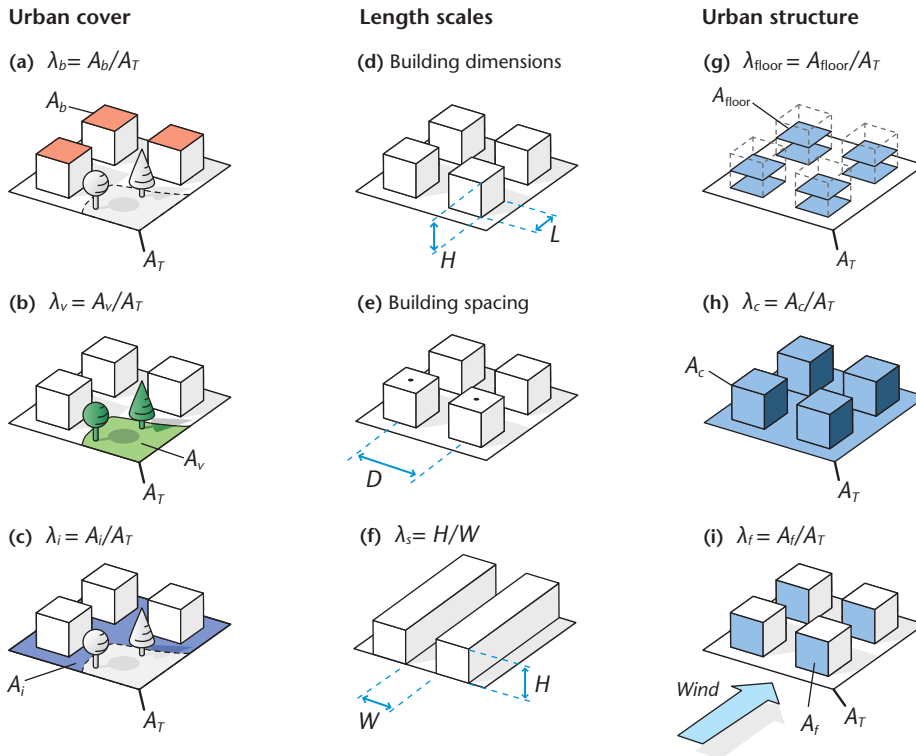 Urban cover
Length scales
Urban structure
(a) λb = Ab/AT
(d) Building dimensions
(g) λfloor = Afloor/AT
Ab
AT
H
L
Afloor
AT
(b) λv = Av/AT
(e) Building spacing
(h) λc = Ac/AT
Av
AT
D
Ac
AT
(c) λi = Ai/AT
(f) λs = H/W
(i) λf = Af/AT
Ai
AT
W
H
Wind
Af
AT